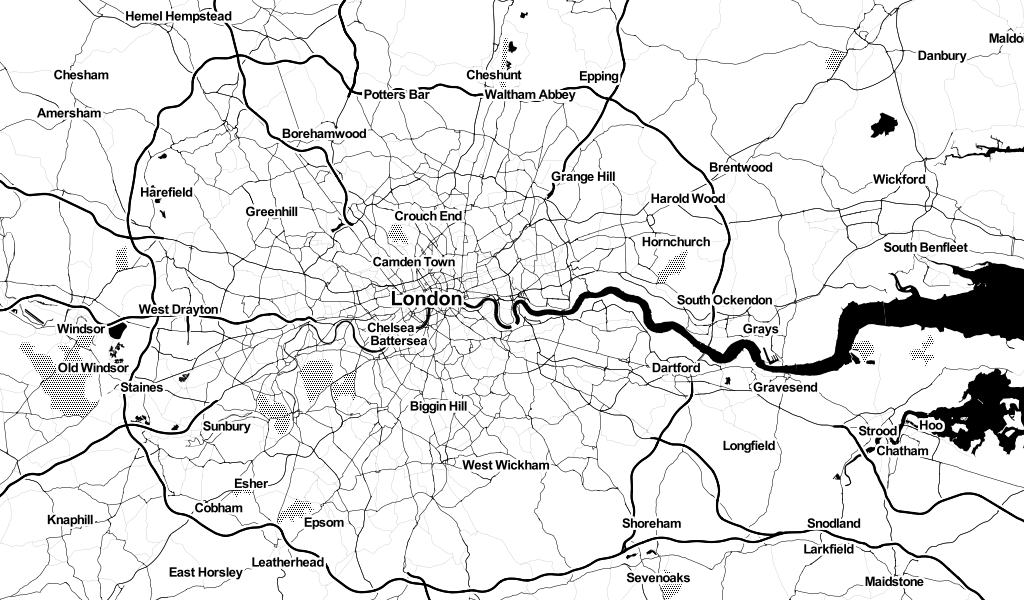 Hemel Hempstead
Maldo
Danbury
Chesham
Cheshunt
Epping
Potters Bar
Waltham Abbey
Amersham
Borehamwood
Brentwood
Grange Hill
Wickford
Harefield
Harold Wood
Greenhill
Crouch End
Hornchurch
South Benfleet
Camden Town
London
South Ockendon
West Drayton
Windsor
Chelsea
Grays
Battersea
Old Windsor
Dartford
Staines
Gravesend
Biggin Hill
Sunbury
Hoo
Strood
Longfield
Chatham
West Wickham
Esher
Cobham
Knaphill
Epsom
Shoreham
Snodland
Larkfield
Leatherhead
East Horsley
Sevenoaks
Maidstone